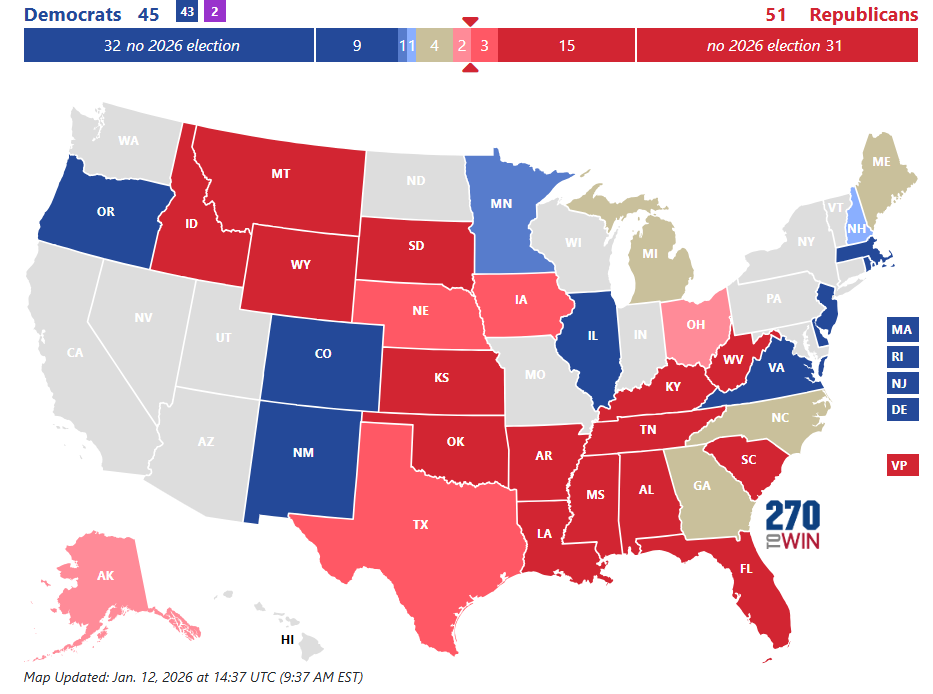 Democrats 45 43 2 51 Republicans
32 no 2026 election 9 1 1 4 2 3 15 no 2026 election 31
WA
MT
ND
MN
ME
OR
ID
SD
WI
MI
VT
NH
NY
WY
NE
IA
PA
NV
UT
CO
IL
IN
OH
MA
CA
KS
MO
WV
VA
RI
KY
NJ
AZ
NM
OK
AR
TN
NC
DE
SC
VP
TX
MS
AL
GA
LA
270
TO WIN
FL
AK
HI
Map Updated: Jan. 12, 2026 at 14:37 UTC (9:37 AM EST)